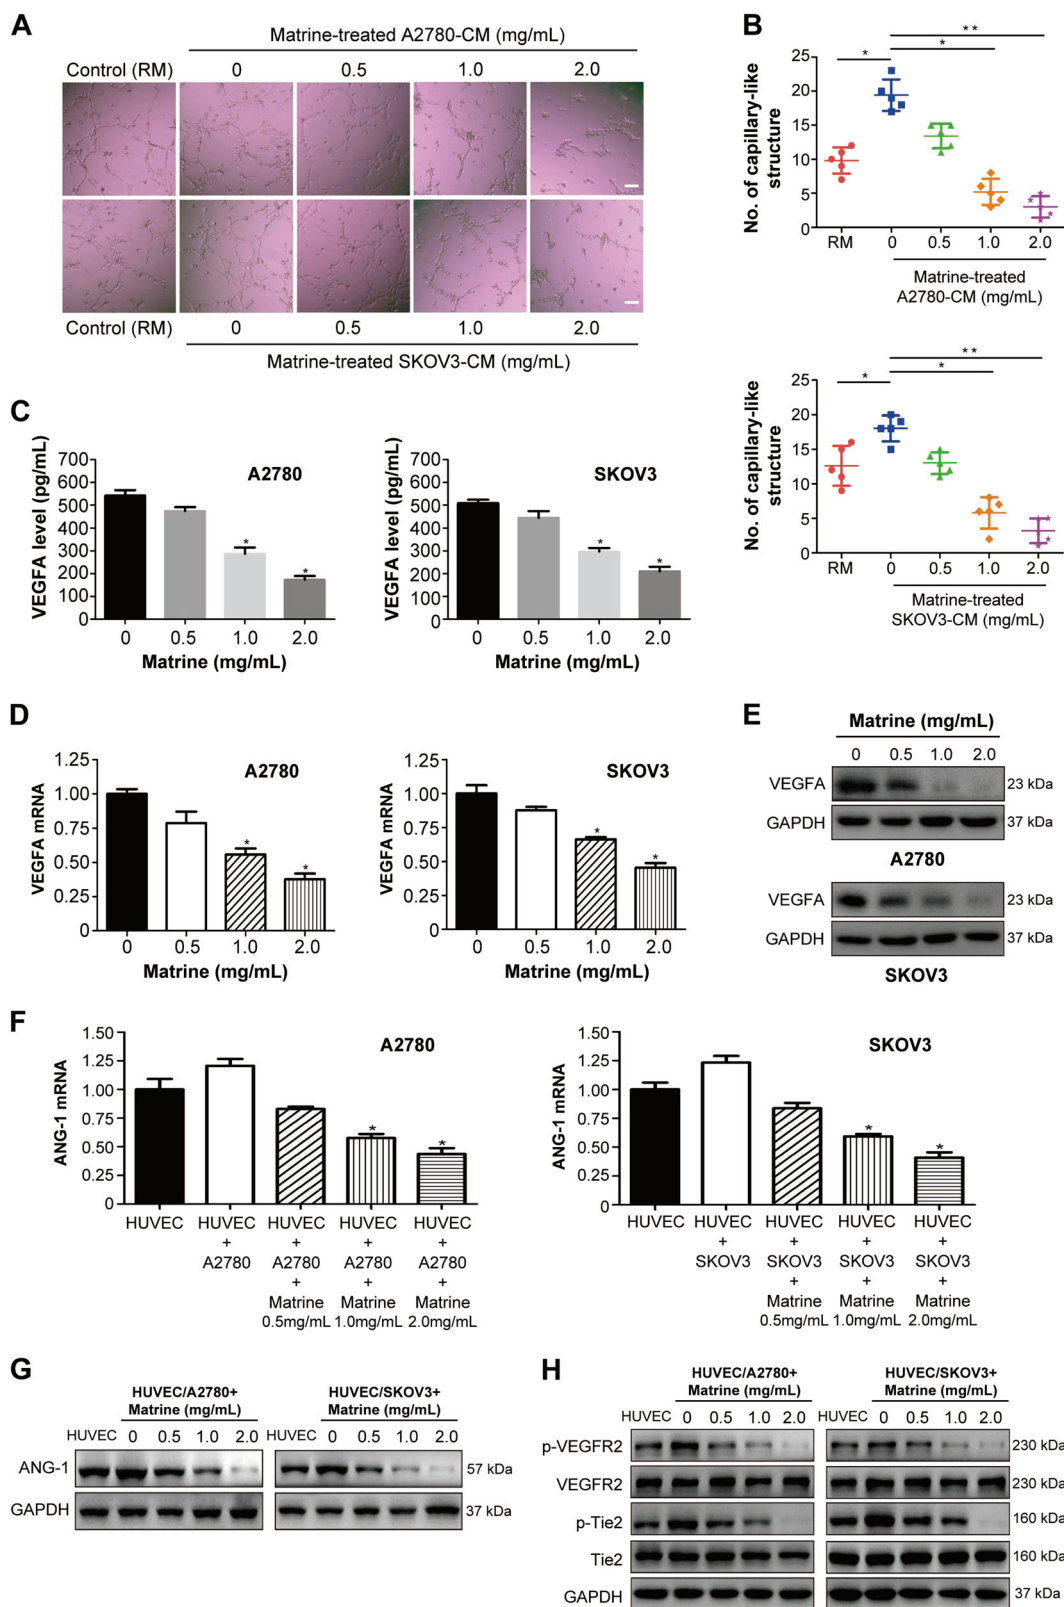 A
Matrine-treated A2780-CM (mg/mL)
Control (RM) 0 0.5 1.0 2.0
Control (RM) 0 0.5 1.0 2.0
Matrine-treated SKOV3-CM (mg/mL)
B
* *
*
*
No. of capillary-like
structure
25
20
15
10
5
0
RM 0 0.5 1.0 2.0
Matrine-treated
A2780-CM (mg/mL)
**
*
*
No. of capillary-like
structure
25
20
15
10
5
0
RM 0 0.5 1.0 2.0
Matrine-treated
SKOV3-CM (mg/mL)
C
A2780
VEGFA level (pg/mL)
700
600
500
400
300
200
100
0
*
*
0 0.5 1.0 2.0
Matrine (mg/mL)
SKOV3
VEGFA level (pg/mL)
700
600
500
400
300
200
100
0
*
*
0 0.5 1.0 2.0
Matrine (mg/mL)
D
A2780
VEGFA mRNA
1.25
1.00
0.75
0.50
0.25
0
*
*
0 0.5 1.0 2.0
Matrine (mg/mL)
SKOV3
VEGFA mRNA
1.25
1.00
0.75
0.50
0.25
0
*
*
0 0.5 1.0 2.0
Matrine (mg/mL)
E
Matrine (mg/mL)
0 0.5 1.0 2.0
VEGFA 23 kDa
GAPDH 37 kDa
A2780
VEGFA 23 kDa
GAPDH 37 kDa
SKOV3
F
A2780
ANG-1 mRNA
1.50
1.25
1.00
0.75
0.50
0.25
0
*
*
HUVEC HUVEC HUVEC HUVEC HUVEC
+ + + +
A2780 A2780 A2780 A2780
+ + +
Matrine Matrine Matrine
0.5mg/mL 1.0mg/mL 2.0mg/mL
SKOV3
ANG-1 mRNA
1.50
1.25
1.00
0.75
0.50
0.25
0
*
*
HUVEC HUVEC HUVEC HUVEC HUVEC
+ + + +
SKOV3 SKOV3 SKOV3 SKOV3
+ + +
Matrine Matrine Matrine
0.5mg/mL 1.0mg/mL 2.0mg/mL
G
HUVEC/A2780+ HUVEC/SKOV3+
Matrine (mg/mL) Matrine (mg/mL)
HUVEC 0 0.5 1.0 2.0 HUVEC 0 0.5 1.0 2.0
ANG-1 57 kDa
GAPDH 37 kDa
H
HUVEC/A2780+ HUVEC/SKOV3+
Matrine (mg/mL) Matrine (mg/mL)
HUVEC 0 0.5 1.0 2.0 HUVEC 0 0.5 1.0 2.0
p-VEGFR2 230 kDa
VEGFR2 230 kDa
p-Tie2 160 kDa
Tie2 160 kDa
GAPDH 37 kDa